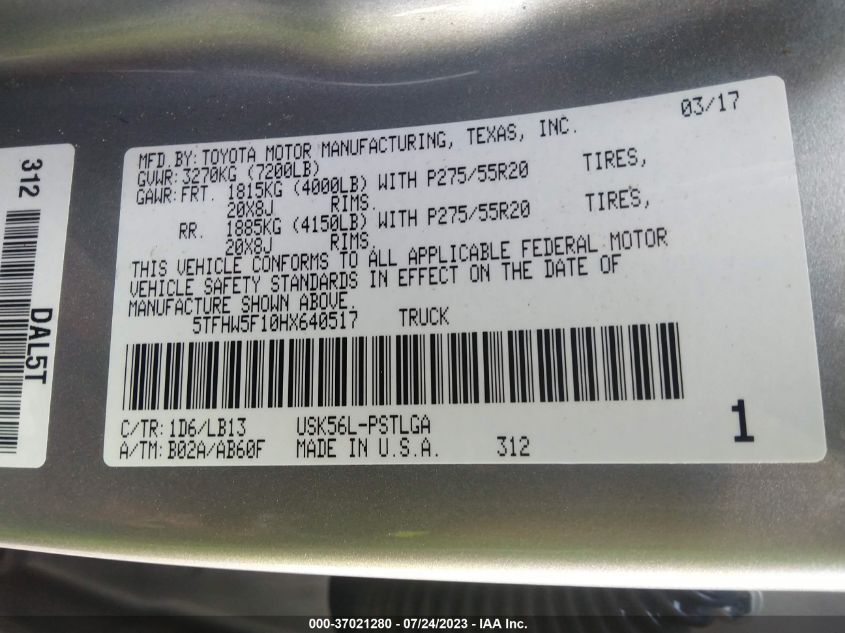 03/17
MFD.BY:TOYOTA MOTOR MANUFACTURING, TEXAS, INC.
GVWR:3270KG (7200LB)
GAWR:FRT. 1815KG (4000LB) WITH P275/55R20 TIRES,
20X8J RIMS.
RR. 1885KG (4150LB) WITH P275/55R20 TIRES,
20X8J RIMS.
THIS VEHICLE CONFORMS TO ALL APPLICABLE FEDERAL MOTOR
VEHICLE SAFETY STANDARDS IN EFFECT ON THE DATE OF
MANUFACTURE SHOWN ABOVE.
5TFHW5F10HX640517 TRUCK
C/TR:1D6/LB13 USK56L-PSTLGA
A/TM:B02A/AB60F MADE IN U.S.A. 312
1
312
DAL5T
000-37021280 - 07/24/2023 - IAA Inc.